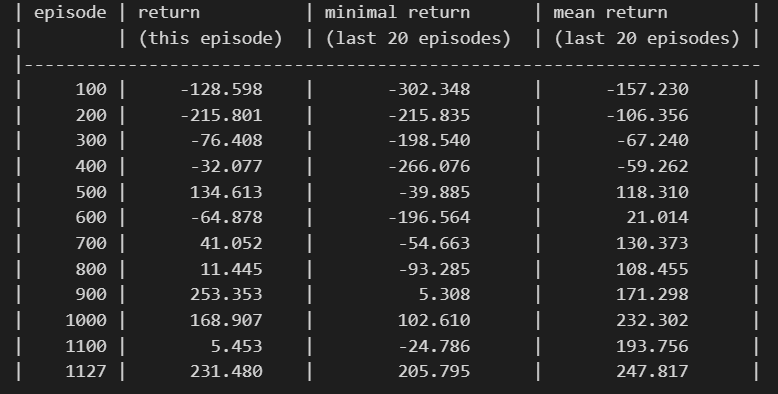 | episode | return | minimal return | mean return |
| | (this episode) | (last 20 episodes) | (last 20 episodes) |
|---------------------------------------------------------------------
| 100 | -128.598 | -302.348 | -157.230 |
| 200 | -215.801 | -215.835 | -106.356 |
| 300 | -76.408 | -198.540 | -67.240 |
| 400 | -32.077 | -266.076 | -59.262 |
| 500 | 134.613 | -39.885 | 118.310 |
| 600 | -64.878 | -196.564 | 21.014 |
| 700 | 41.052 | -54.663 | 130.373 |
| 800 | 11.445 | -93.285 | 108.455 |
| 900 | 253.353 | 5.308 | 171.298 |
| 1000 | 168.907 | 102.610 | 232.302 |
| 1100 | 5.453 | -24.786 | 193.756 |
| 1127 | 231.480 | 205.795 | 247.817 |